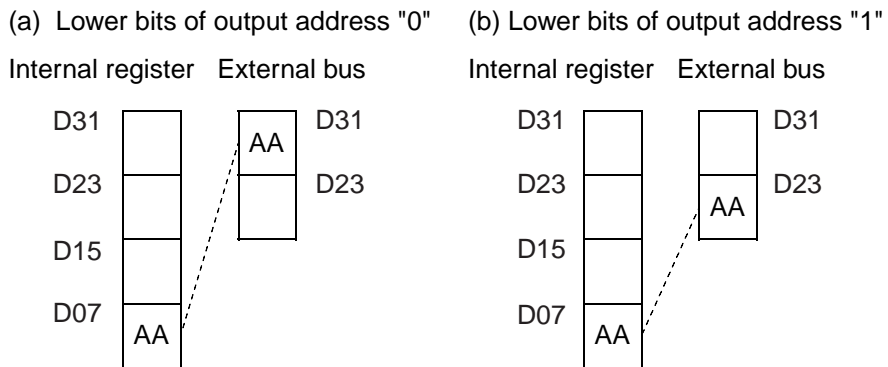 (a) Lower bits of output address "0"
Internal register External bus
D31
D23
D15
D07
AA
AA
D31
D23
(b) Lower bits of output address "1"
Internal register External bus
D31
D23
D15
D07
AA
AA
D31
D23